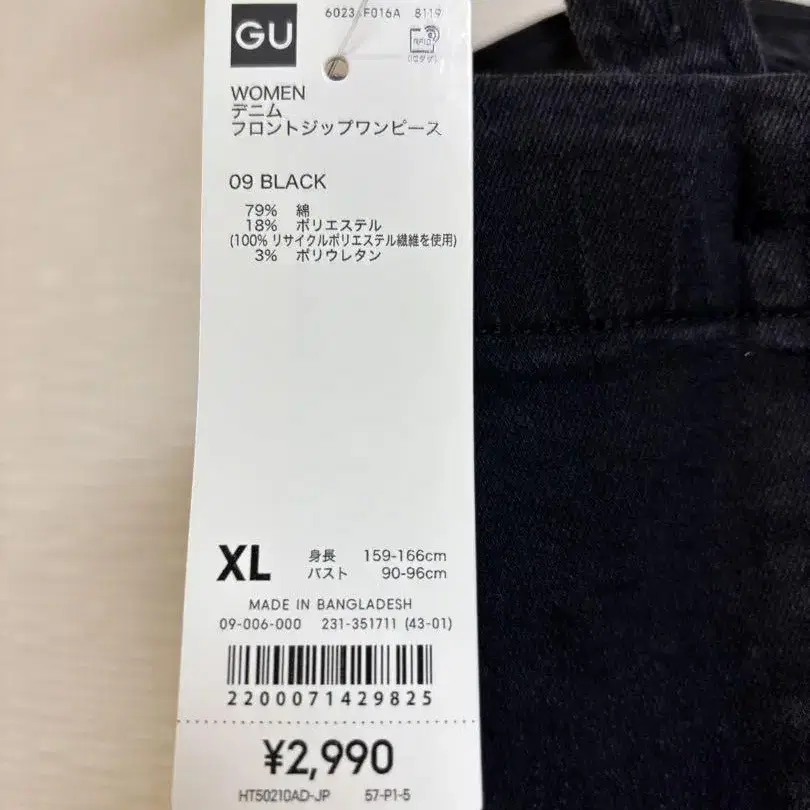 GU
6023 F016A 8119
RFID
WOMEN
デニム
フロントジップワンピース
09 BLACK
79% 綿
18% ポリエステル
(100% リサイクルポリエステル繊維を使用)
3% ポリウレタン
XL
身長 159-166cm
バスト 90-96cm
MADE IN BANGLADESH
09-006-000 231-351711 (43-01)
2200071429825
¥2,990
HT50210AD-JP 57-P1-5